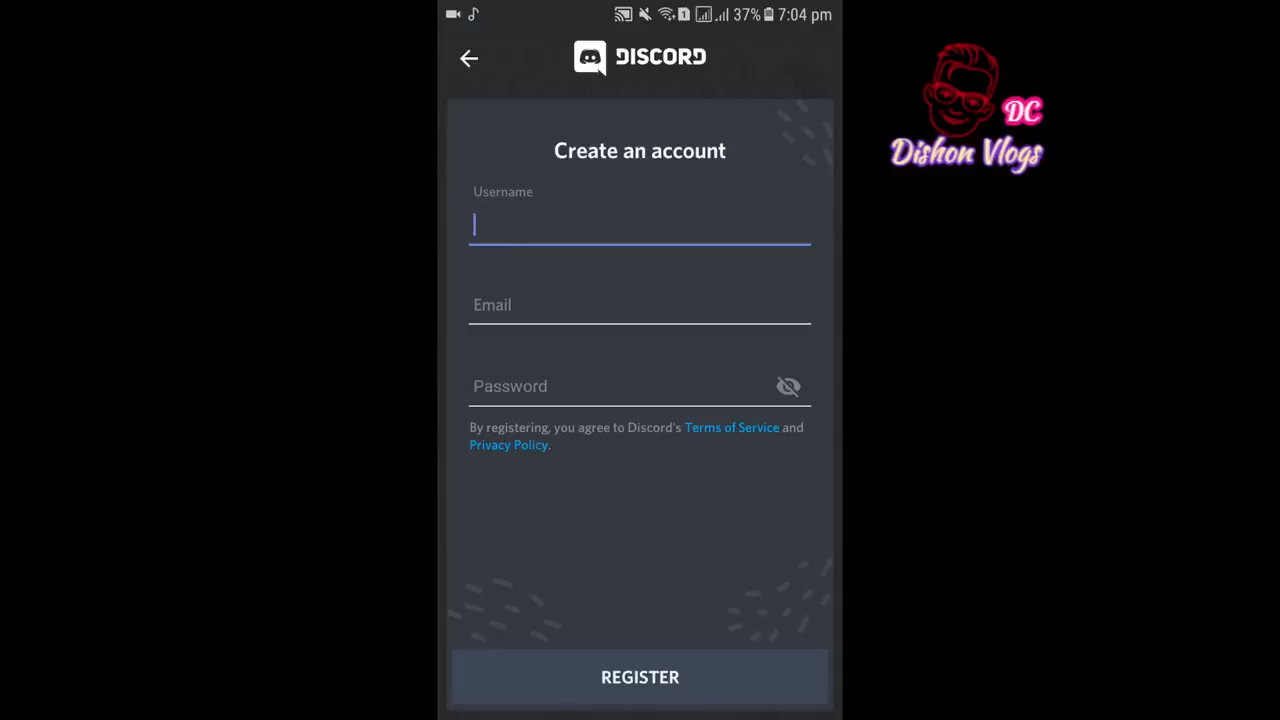 37% 7:04 pm
DISCORD
Create an account
Username
Email
Password
By registering, you agree to Discord's Terms of Service and
Privacy Policy.
REGISTER
DC
Dishon Vlogs